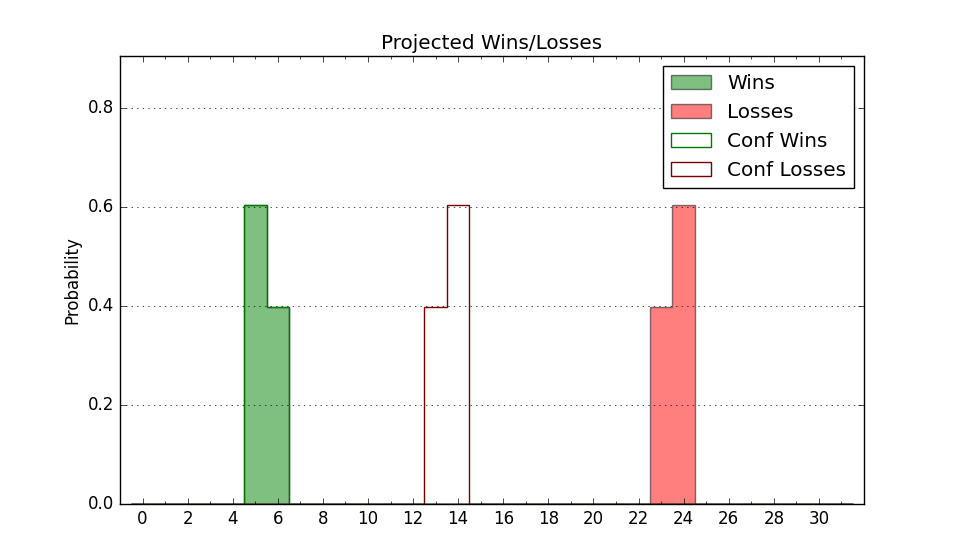 Projected Wins/Losses
Wins
Losses
Conf Wins
Conf Losses
Probability
0.8
0.6
0.4
0.2
0.0
0 2 4 6 8 10 12 14 16 18 20 22 24 26 28 30